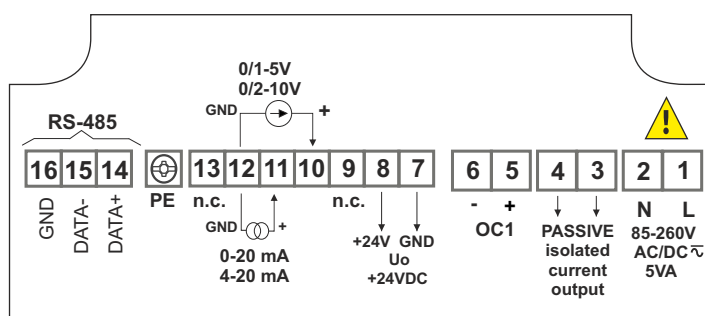 0/1-5V
0/2-10V
GND +
RS-485
16 15 14 13 12 11 10 9 8 7 6 5 4 3 2 1
GND
DATA-
DATA+
PE
n.c.
GND +
0-20 mA
4-20 mA
n.c.
+24V GND
Uo
+24VDC
- +
OC1
PASSIVE
isolated
current
output
N L
85-260V
AC/DC
5VA
!